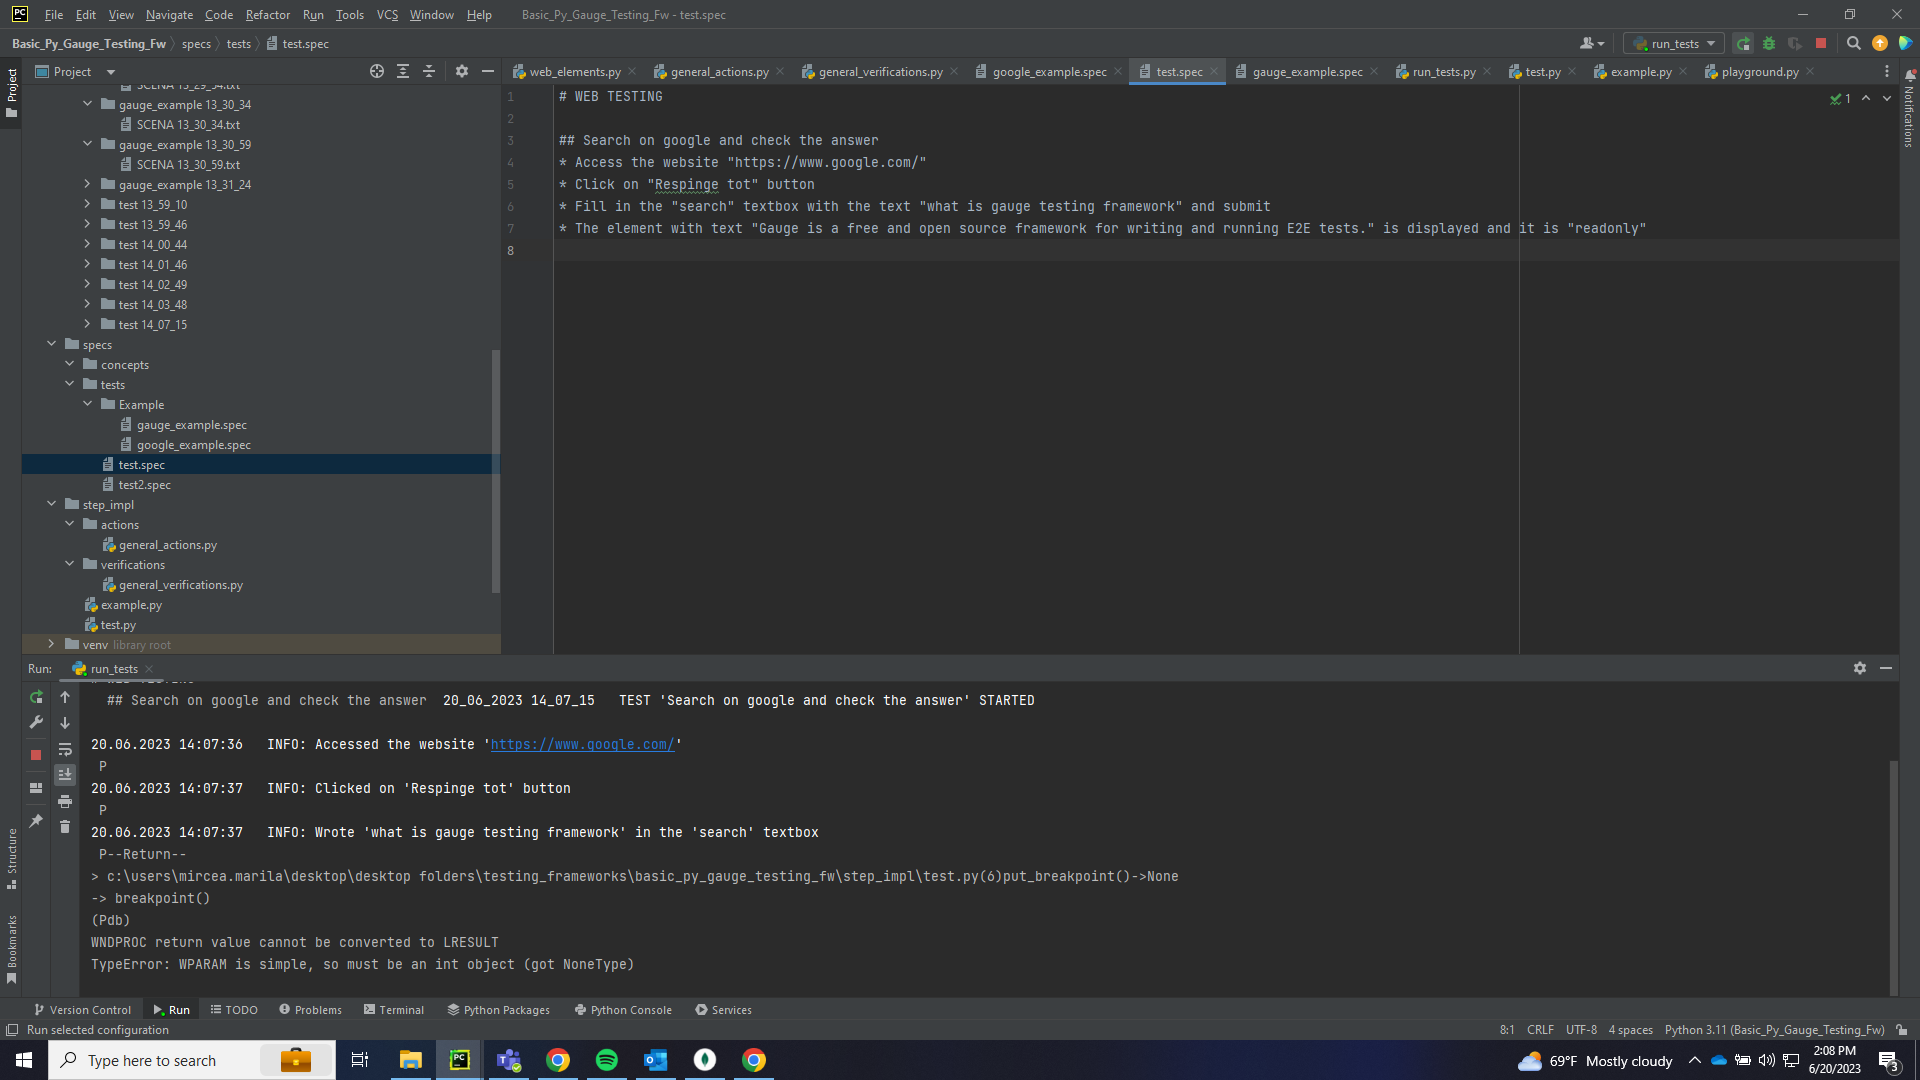 PC File Edit View Navigate Code Refactor Run Tools VCS Window Help Basic_Py_Gauge_Testing_Fw - test.spec
Basic_Py_Gauge_Testing_Fw specs tests test.spec run_tests
Project
web_elements.py general_actions.py general_verifications.py google_example.spec test.spec gauge_example.spec run_tests.py test.py example.py playground.py
Project
Notifications
SCENA 13_29_34.txt
gauge_example 13_30_34
SCENA 13_30_34.txt
gauge_example 13_30_59
SCENA 13_30_59.txt
gauge_example 13_31_24
test 13_59_10
test 13_59_46
test 14_00_44
test 14_01_46
test 14_02_49
test 14_03_48
test 14_07_15
specs
concepts
tests
Example
gauge_example.spec
google_example.spec
test.spec
test2.spec
step_impl
actions
general_actions.py
verifications
general_verifications.py
example.py
test.py
venv library root
1 # WEB TESTING
1
2
3 ## Search on google and check the answer
4 * Access the website "https://www.google.com/"
5 * Click on "Respinge tot" button
6 * Fill in the "search" textbox with the text "what is gauge testing framework" and submit
7 * The element with text "Gauge is a free and open source framework for writing and running E2E tests." is displayed and it is "readonly"
8
Run: run_tests
## Search on google and check the answer 20_06_2023 14_07_15 TEST 'Search on google and check the answer' STARTED
20.06.2023 14:07:36 INFO: Accessed the website 'https://www.google.com/'
P
20.06.2023 14:07:37 INFO: Clicked on 'Respinge tot' button
P
20.06.2023 14:07:37 INFO: Wrote 'what is gauge testing framework' in the 'search' textbox
P--Return--
> c:\users\mircea.marila\desktop\desktop folders\testing_frameworks\basic_py_gauge_testing_fw\step_impl\test.py(6)put_breakpoint()->None
-> breakpoint()
(Pdb)
WNDPROC return value cannot be converted to LRESULT
TypeError: WPARAM is simple, so must be an int object (got NoneType)
Structure
Bookmarks
Version Control Run TODO Problems Terminal Python Packages Python Console Services
Run selected configuration 8:1 CRLF UTF-8 4 spaces Python 3.11 (Basic_Py_Gauge_Testing_Fw)
Type here to search PC 69°F Mostly cloudy 2:08 PM
6/20/2023 3